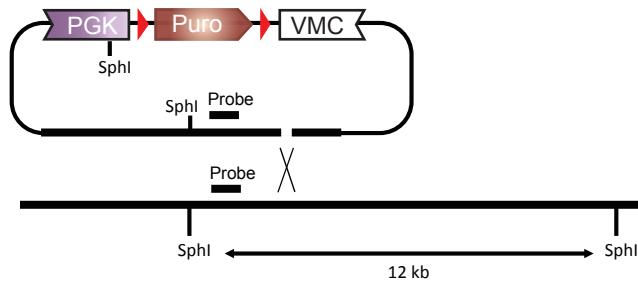 PGK Puro VMC
SphI
SphI Probe
Probe
SphI SphI
12 kb